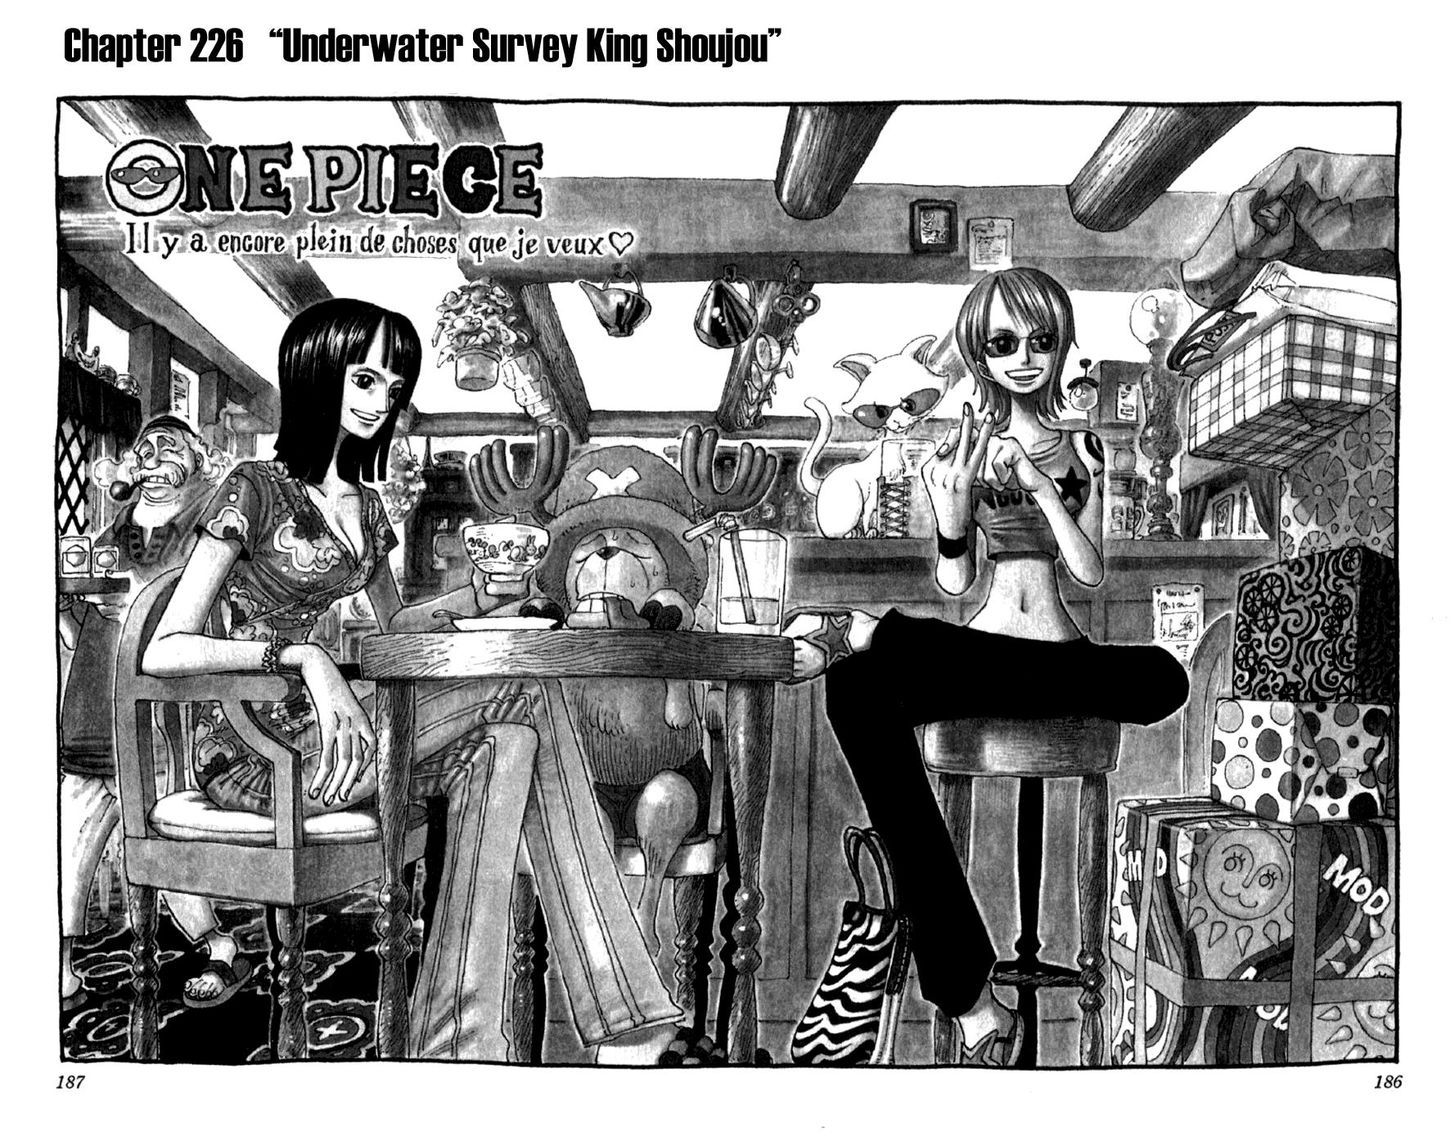 Chapter 226 “Underwater Survey King Shoujou”
ONE PIECE
Il y a encore plein de choses que je veux♡
MOD
MOD
187
186